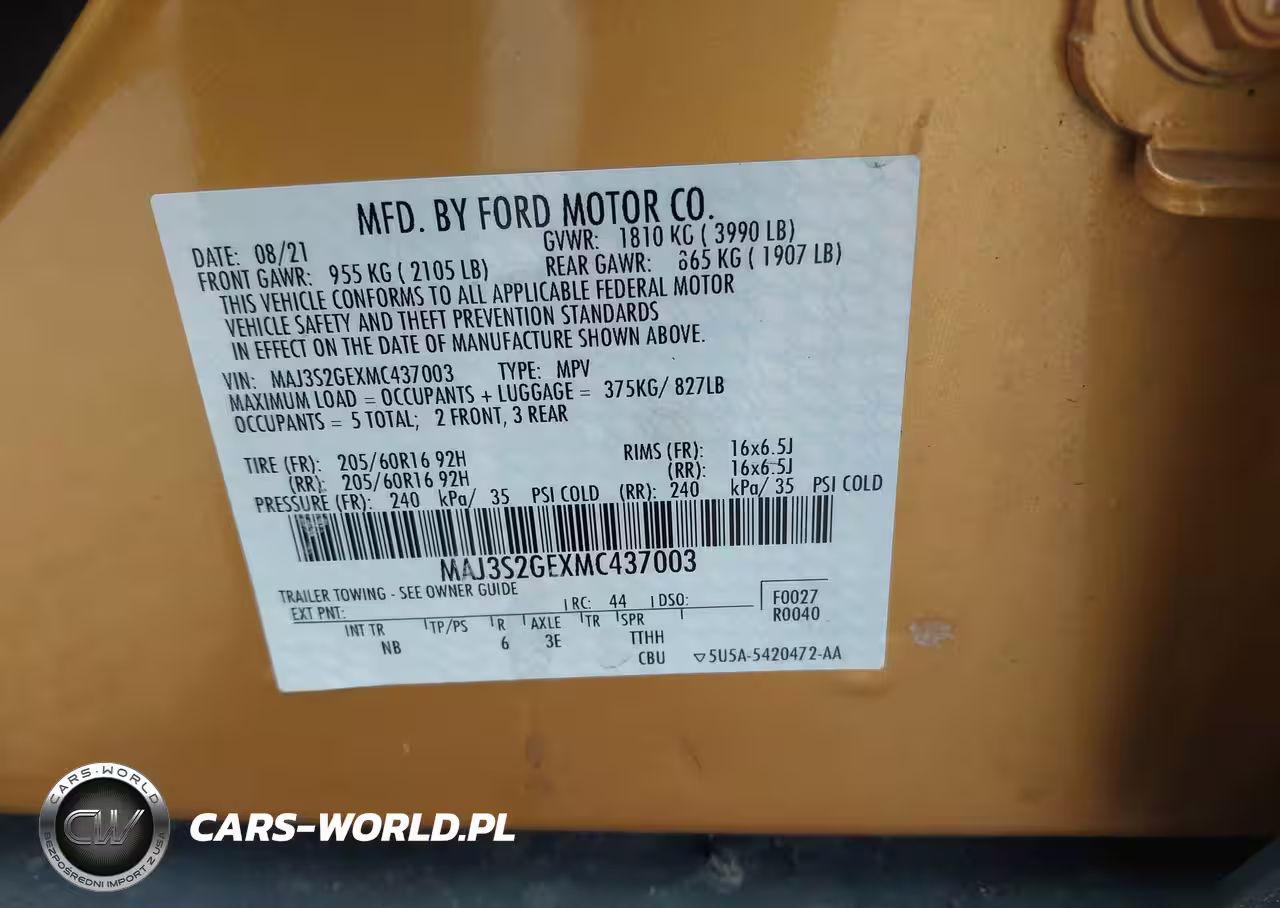 MFD. BY FORD MOTOR CO.
DATE: 08/21 GVWR: 1810 KG ( 3990 LB)
FRONT GAWR: 955 KG ( 2105 LB) REAR GAWR: 865 KG ( 1907 LB)
THIS VEHICLE CONFORMS TO ALL APPLICABLE FEDERAL MOTOR
VEHICLE SAFETY AND THEFT PREVENTION STANDARDS
IN EFFECT ON THE DATE OF MANUFACTURE SHOWN ABOVE.
VIN: MAJ3S2GEXMC437003 TYPE: MPV
MAXIMUM LOAD = OCCUPANTS + LUGGAGE = 375KG/ 827LB
OCCUPANTS = 5 TOTAL; 2 FRONT, 3 REAR
TIRE (FR): 205/60R16 92H RIMS (FR): 16x6.5J
(RR): 205/60R16 92H (RR): 16x6.5J
PRESSURE (FR): 240 kPa/ 35 PSI COLD (RR): 240 kPa/ 35 PSI COLD
MAJ3S2GEXMC437003
TRAILER TOWING - SEE OWNER GUIDE
EXT PNT: RC: 44 DSO: F0027
R0040
INT TR TP/PS R AXLE TR SPR
NB 6 3E TTHH
CBU ▽5U5A-5420472-AA
CARS-WORLD
CW
BEZPOŚREDNI IMPORT Z USA
CARS-WORLD.PL